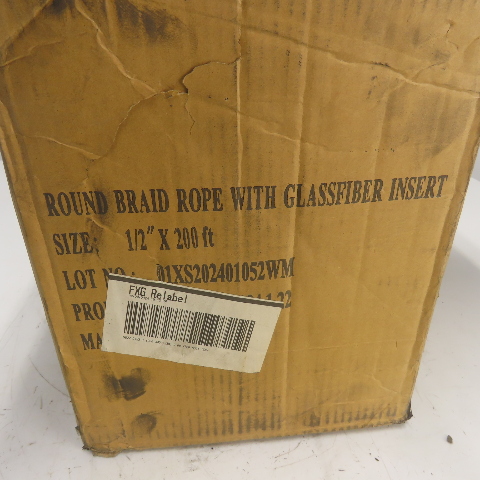 ROUND BRAID ROPE WITH GLASSFIBER INSERT
SIZE: 1/2" X 200 ft
LOT NO.: 01XS202401052WM
FXG Relabel
PRO
MA